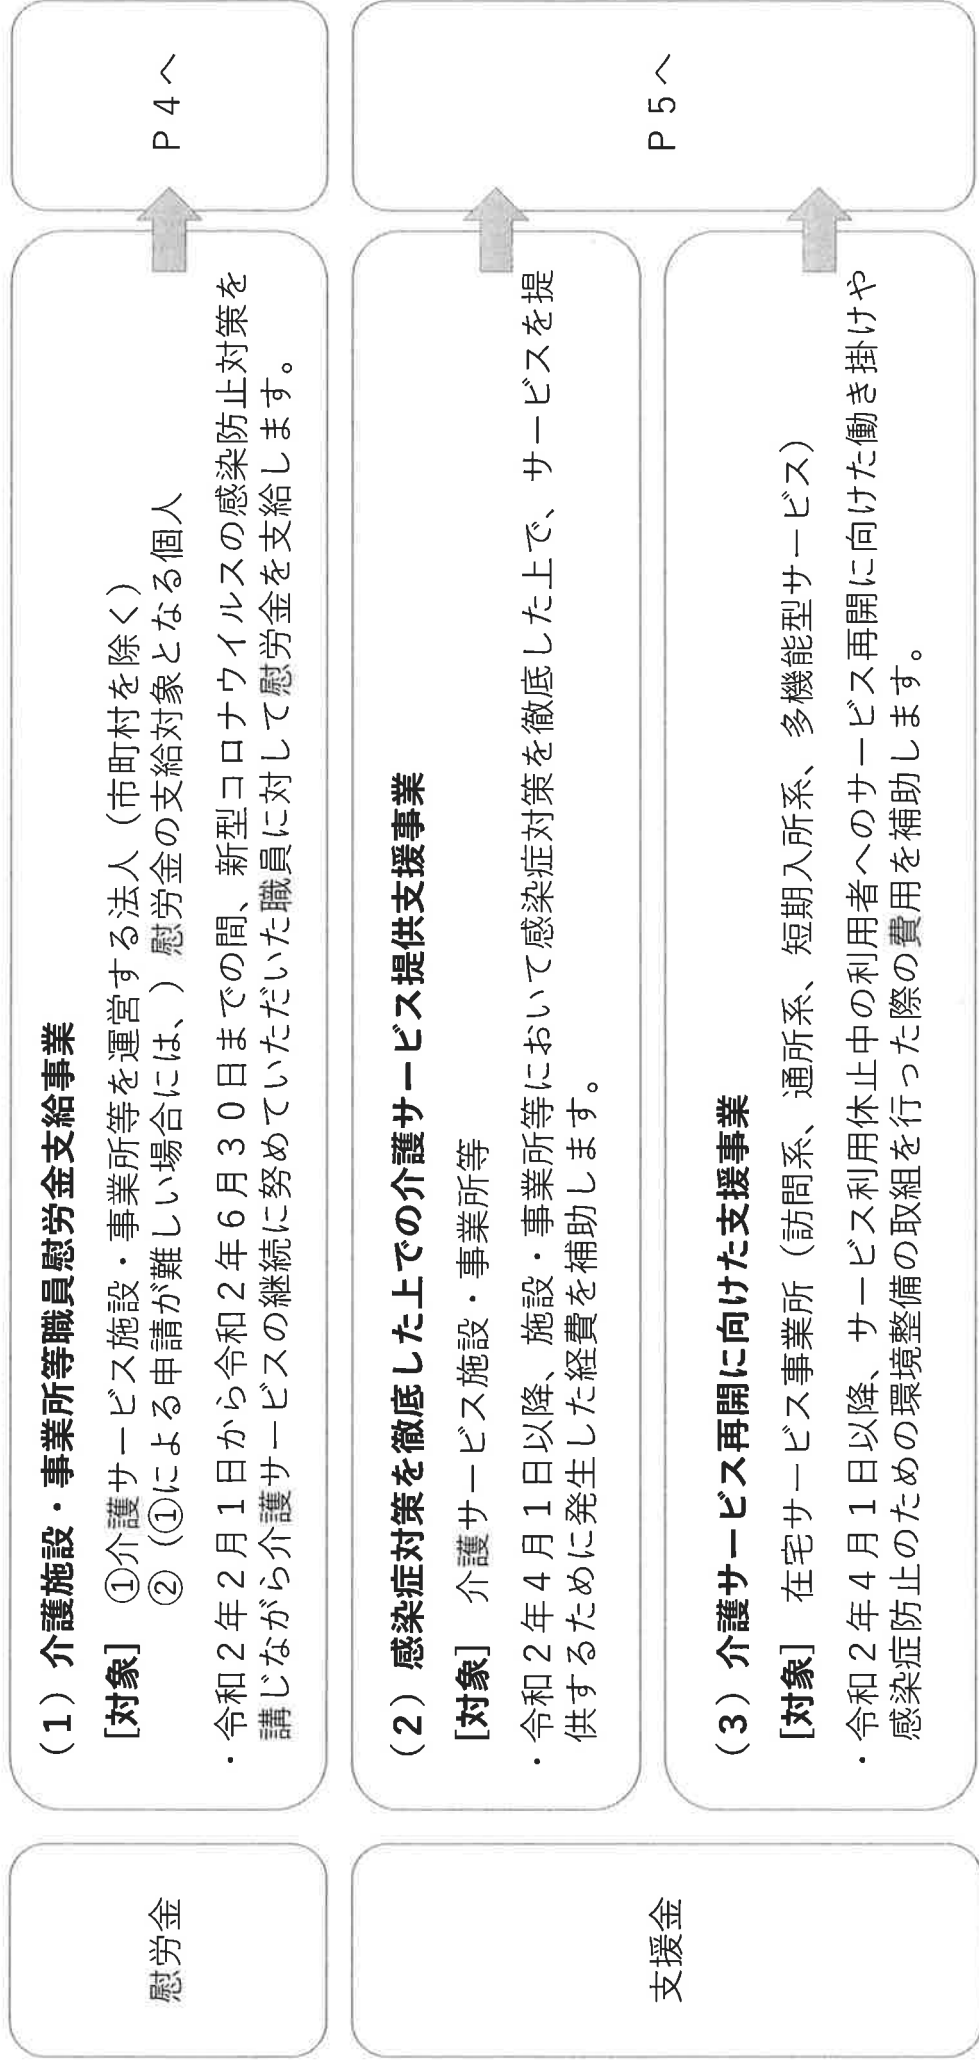 慰労金
（１）介護施設・事業所等職員慰労金支給事業
[対象]
①介護サービス施設・事業所等を運営する法人（市町村を除く）
②（①による申請が難しい場合には、）慰労金の支給対象となる個人
・令和２年２月１日から令和２年６月３０日までの間、新型コロナウイルスの感染防止対策を
講じながら介護サービスの継続に努めていただいた職員に対して慰労金を支給します。
Ｐ４へ
支援金
（２）感染症対策を徹底した上での介護サービス提供支援事業
[対象]　介護サービス施設・事業所等
・令和２年４月１日以降、施設・事業所等において感染症対策を徹底した上で、サービスを提
供するために発生した経費を補助します。
（３）介護サービス再開に向けた支援事業
[対象]　在宅サービス事業所（訪問系、通所系、短期入所系、多機能型サービス）
・令和２年４月１日以降、サービス利用休止中の利用者へのサービス再開に向けた働き掛けや
感染症防止のための環境整備の取組を行った際の費用を補助します。
Ｐ５へ